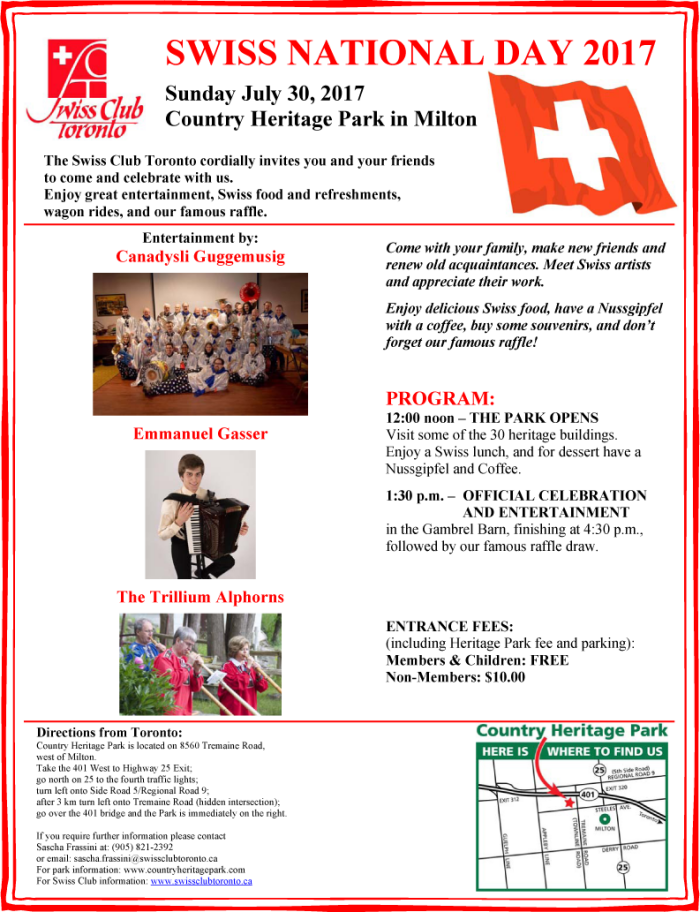 SWISS NATIONAL DAY 2017
Swiss Club
Toronto
Sunday July 30, 2017
Country Heritage Park in Milton
The Swiss Club Toronto cordially invites you and your friends
to come and celebrate with us.
Enjoy great entertainment, Swiss food and refreshments,
wagon rides, and our famous raffle.
Entertainment by:
Canadysli Guggemusig
Emmanuel Gasser
The Trillium Alphorns
Come with your family, make new friends and
renew old acquaintances. Meet Swiss artists
and appreciate their work.
Enjoy delicious Swiss food, have a Nussgipfel
with a coffee, buy some souvenirs, and don't
forget our famous raffle!
PROGRAM:
12:00 noon – THE PARK OPENS
Visit some of the 30 heritage buildings.
Enjoy a Swiss lunch, and for dessert have a
Nussgipfel and Coffee.
1:30 p.m. – OFFICIAL CELEBRATION
AND ENTERTAINMENT
in the Gambrel Barn, finishing at 4:30 p.m.,
followed by our famous raffle draw.
ENTRANCE FEES:
(including Heritage Park fee and parking):
Members & Children: FREE
Non-Members: $10.00
Directions from Toronto:
Country Heritage Park is located on 8560 Tremaine Road,
west of Milton.
Take the 401 West to Highway 25 Exit;
go north on 25 to the fourth traffic lights;
turn left onto Side Road 5/Regional Road 9;
after 3 km turn left onto Tremaine Road (hidden intersection);
go over the 401 bridge and the Park is immediately on the right.
If you require further information please contact
Sascha Frassini at: (905) 821-2392
or email: sascha.frassini@swissclubtoronto.ca
For park information: www.countryheritagepark.com
For Swiss Club information: www.swissclubtoronto.ca
Country Heritage Park
HERE IS WHERE TO FIND US
25
(5th Side Road)
REGIONAL ROAD 9
EXIT 320
401
EXIT 312
STEELES AVE.
Toronto
MILTON
GUELPH LINE
APPLEBY LINE
TREMAINE ROAD
(TOWNLINE ROAD)
DERRY ROAD
25